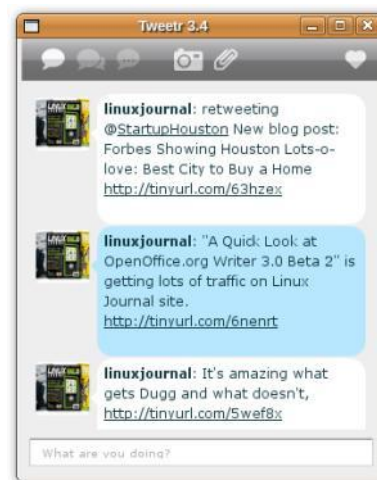 Tweetr 3.4
linuxjournal: retweeting
@StartupHouston New blog post:
Forbes Showing Houston Lots-o-
love: Best City to Buy a Home
http://tinyurl.com/63hzex
linuxjournal: "A Quick Look at
OpenOffice.org Writer 3.0 Beta 2" is
getting lots of traffic on Linux
Journal site.
http://tinyurl.com/6nenrt
linuxjournal: It's amazing what
gets Dugg and what doesn't,
http://tinyurl.com/5wef8x
What are you doing?